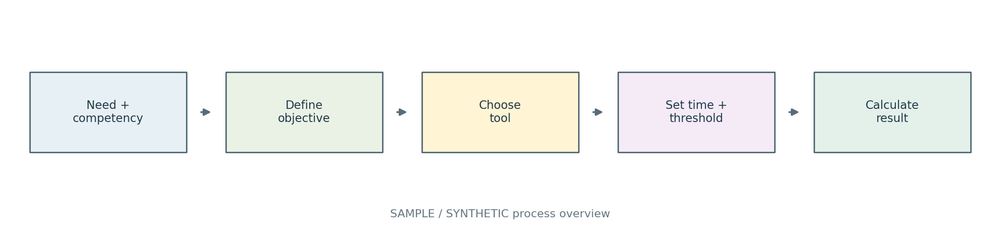 Need +
competency
Define
objective
Choose
tool
Set time +
threshold
Calculate
result
SAMPLE / SYNTHETIC process overview